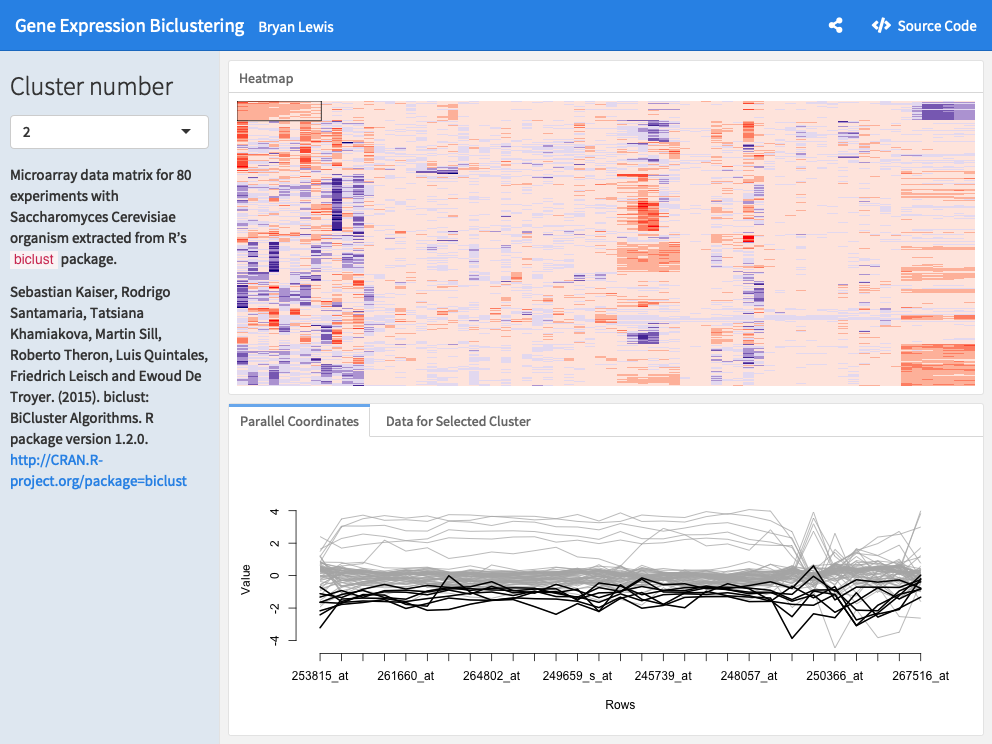 Gene Expression Biclustering Bryan Lewis Source Code
Cluster number
2
Microarray data matrix for 80
experiments with
Saccharomyces Cerevisiae
organism extracted from R's
biclust package.
Sebastian Kaiser, Rodrigo
Santamaria, Tatsiana
Khamiakova, Martin Sill,
Roberto Theron, Luis Quintales,
Friedrich Leisch and Ewoud De
Troyer. (2015). biclust:
BiCluster Algorithms. R
package version 1.2.0.
http://CRAN.R-
project.org/package=biclust
Heatmap
Parallel Coordinates Data for Selected Cluster
Value
4
2
0
-2
-4
253815_at 261660_at 264802_at 249659_s_at 245739_at 248057_at 250366_at 267516_at
Rows